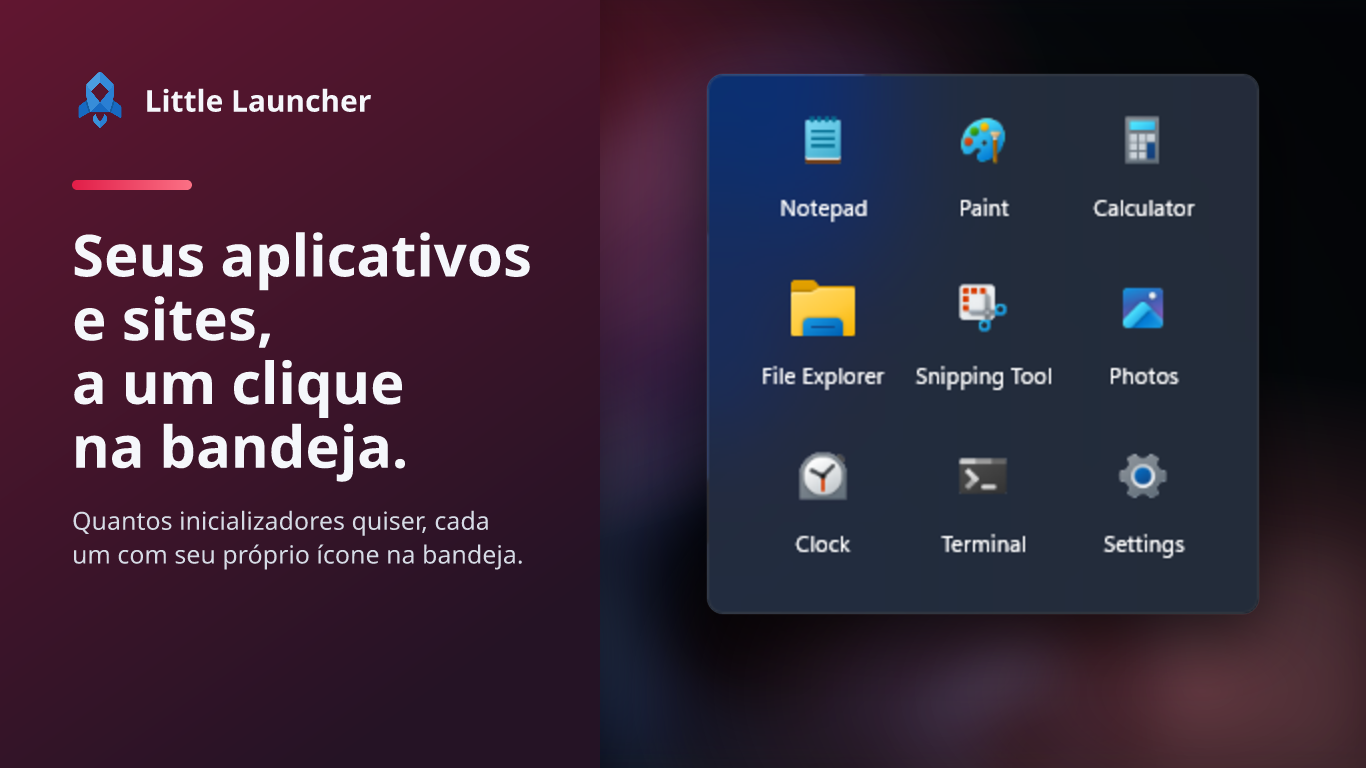 Little Launcher
Seus aplicativos
e sites,
a um clique
na bandeja.
Quantos inicializadores quiser, cada
um com seu próprio ícone na bandeja.
Notepad
Paint
Calculator
File Explorer
Snipping Tool
Photos
Clock
Terminal
Settings